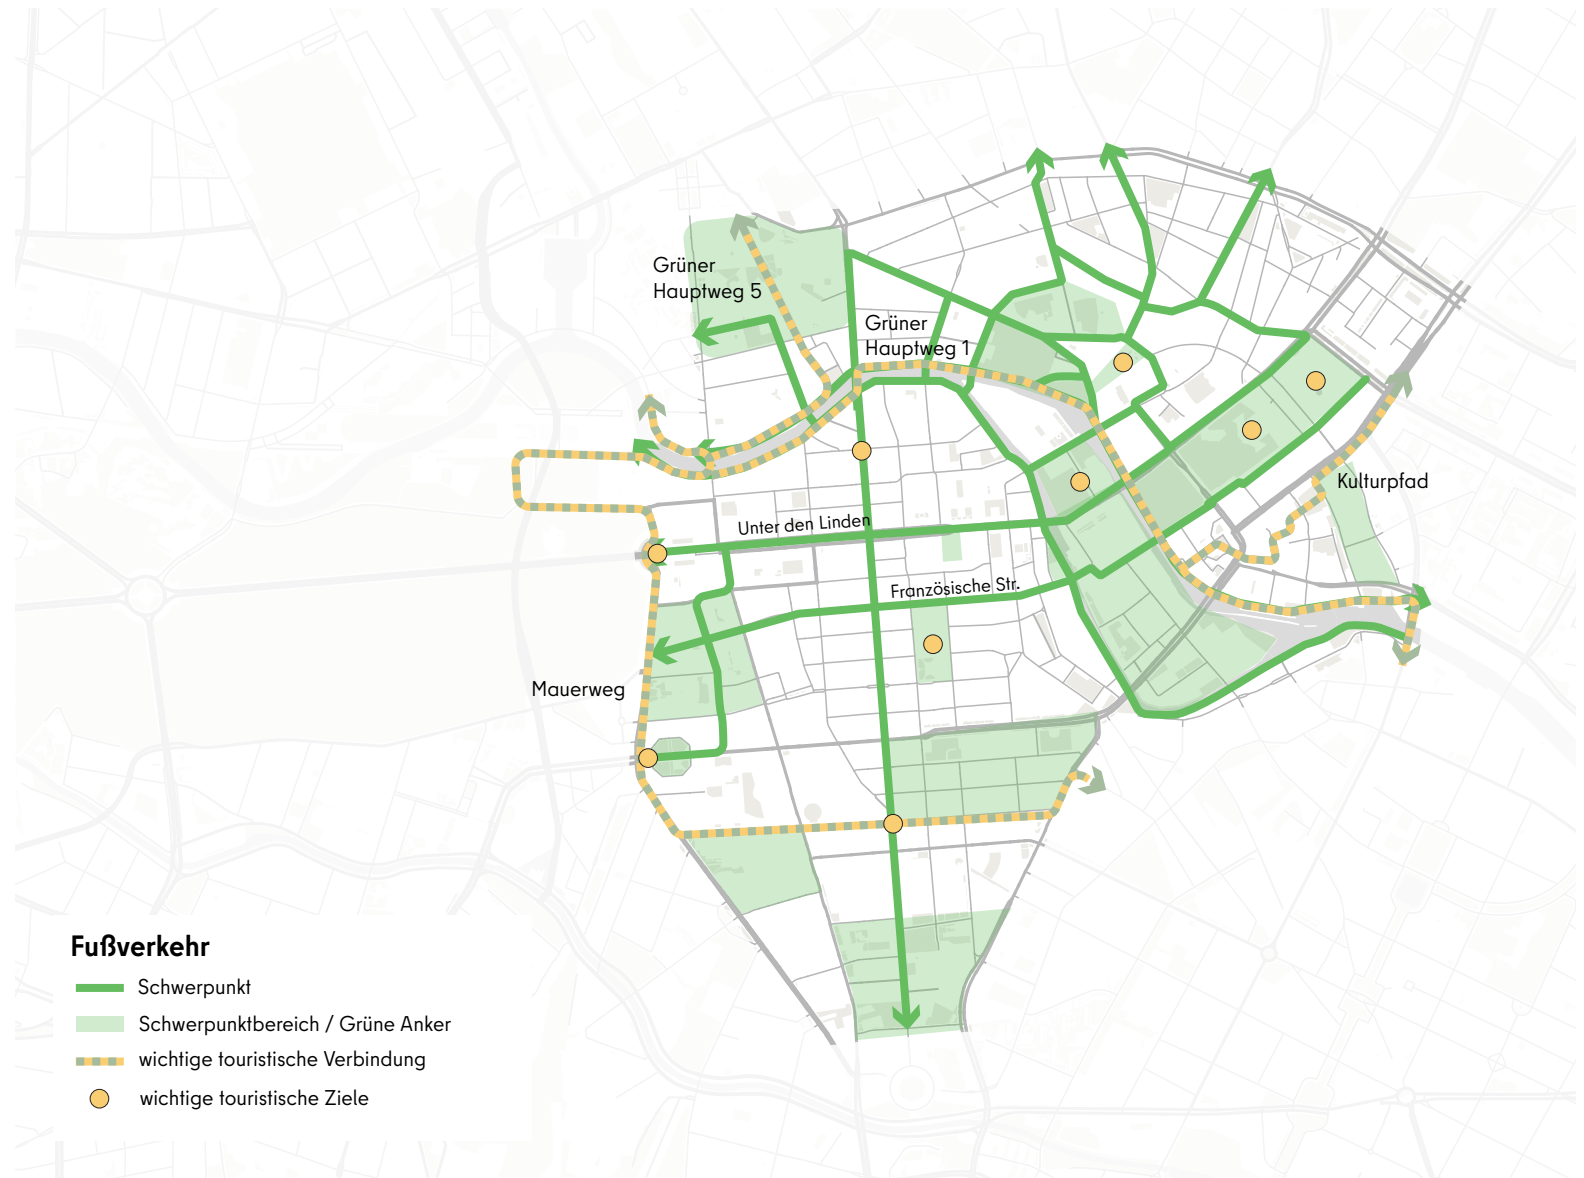 Grüner
Hauptweg 5
Grüner
Hauptweg 1
Kulturpfad
Unter den Linden
Französische Str.
Mauerweg
Fußverkehr
Schwerpunkt
Schwerpunktbereich / Grüne Anker
wichtige touristische Verbindung
wichtige touristische Ziele